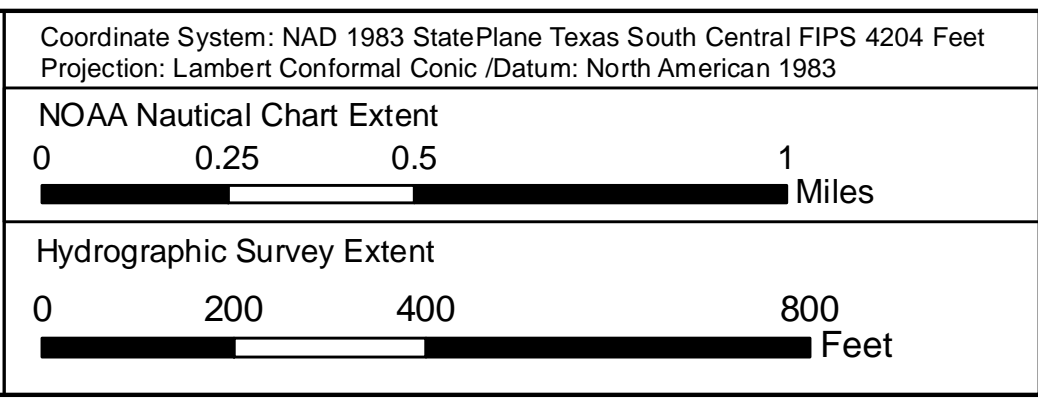 Coordinate System: NAD 1983 StatePlane Texas South Central FIPS 4204 Feet
Projection: Lambert Conformal Conic /Datum: North American 1983
NOAA Nautical Chart Extent
0 0.25 0.5 1
Miles
Hydrographic Survey Extent
0 200 400 800
Feet